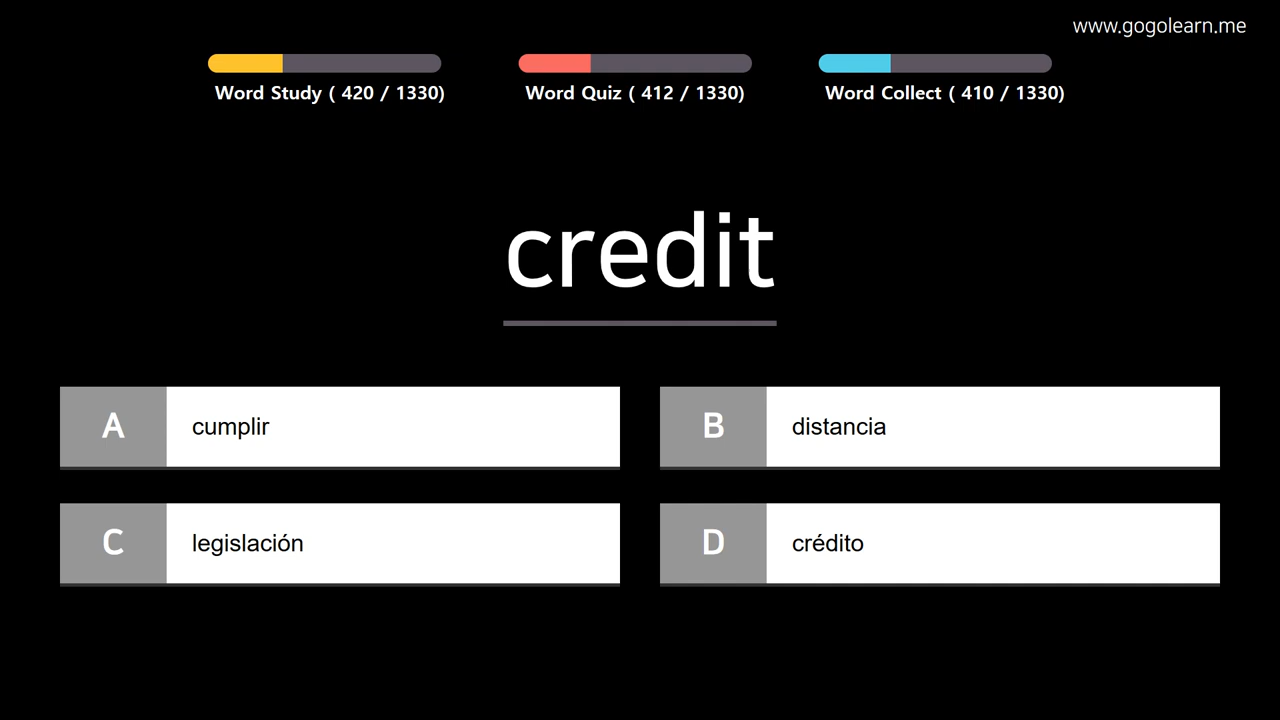 www.gogolearn.me
Word Study ( 420 / 1330)
Word Quiz ( 412 / 1330)
Word Collect ( 410 / 1330)
credit
A cumplir
B distancia
C legislación
D crédito